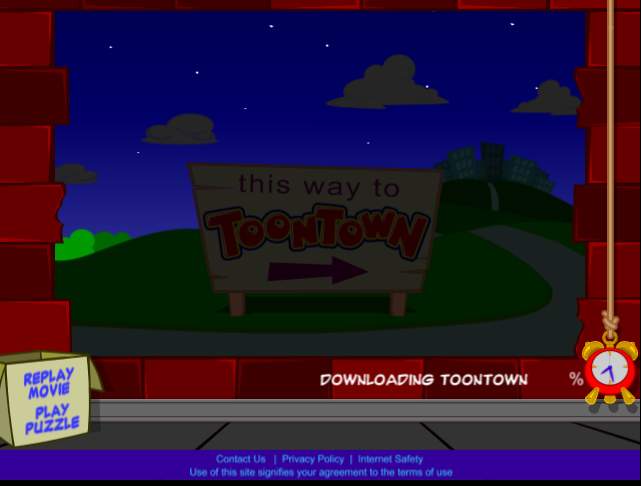 this way to
TOONTOWN
DOWNLOADING TOONTOWN %
REPLAY
MOVIE
PLAY
PUZZLE
Contact Us | Privacy Policy | Internet Safety
Use of this site signifies your agreement to the terms of use